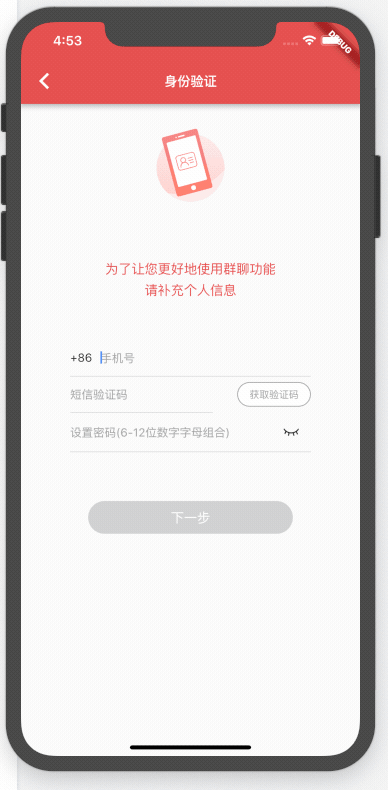 4:53
DEBUG
身份验证
为了让您更好地使用群聊功能
请补充个人信息
+86 手机号
短信验证码 获取验证码
设置密码(6-12位数字字母组合)
下一步